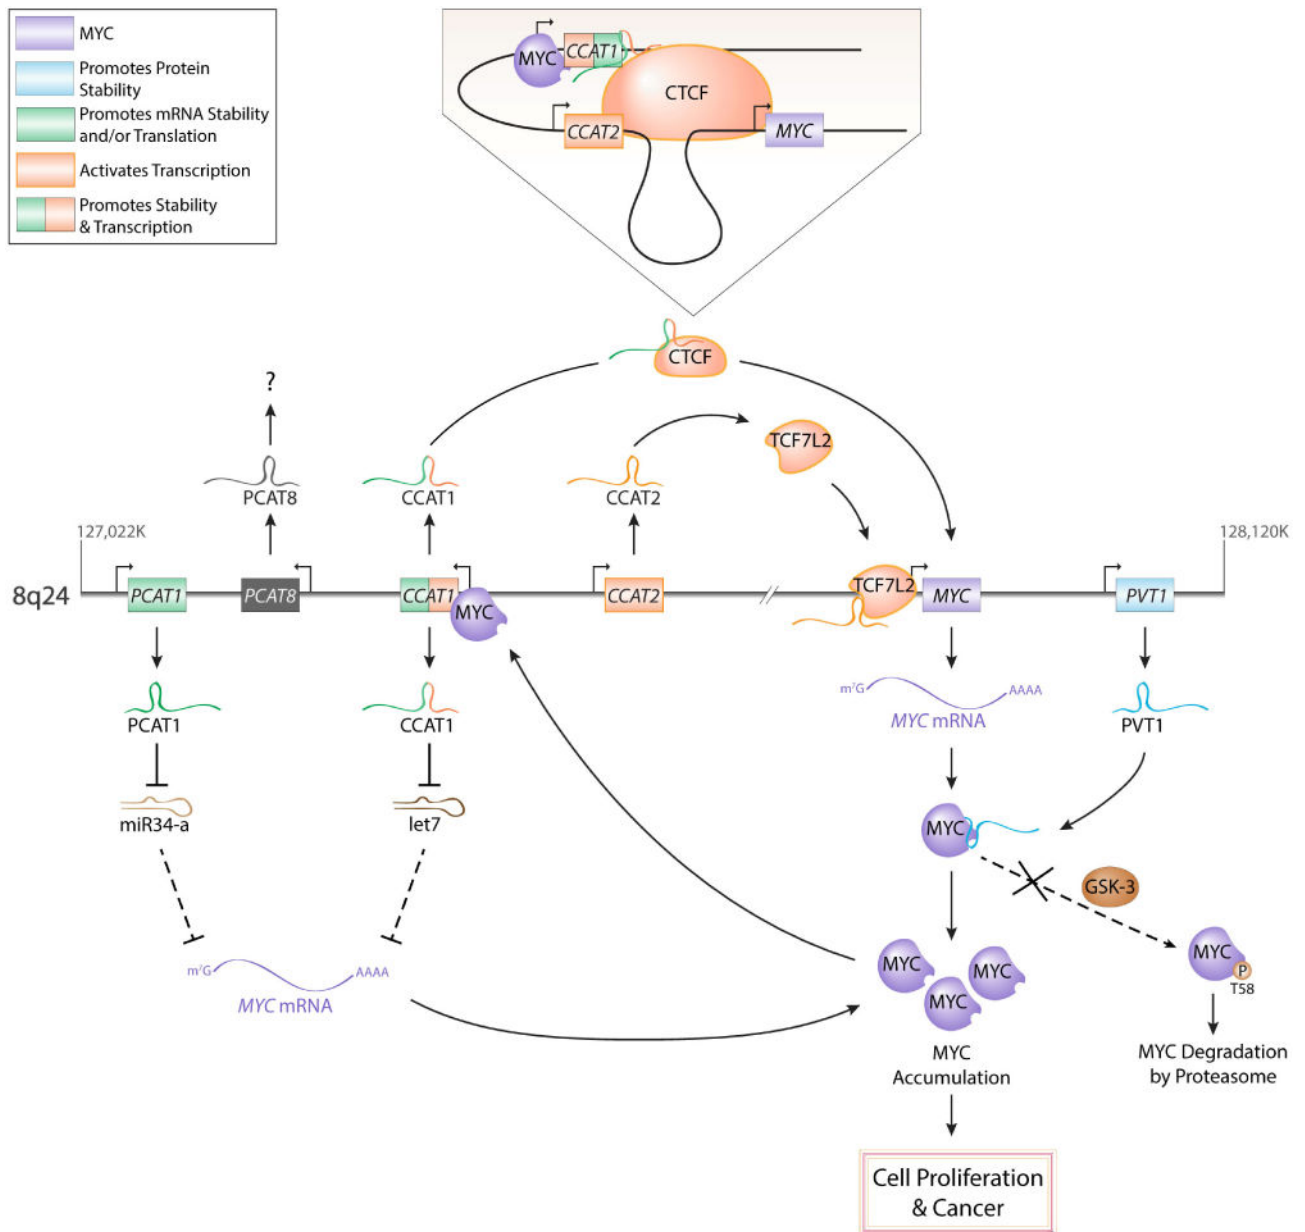 MYC
Promotes Protein
Stability
Promotes mRNA Stability
and/or Translation
Activates Transcription
Promotes Stability
& Transcription
MYC
CCAT1
CTCF
CCAT2
MYC
CTCF
?
TCF7L2
PCAT8
CCAT1
CCAT2
127,022K
128,120K
8q24
PCAT1
PCAT8
CCAT1
MYC
CCAT2
TCF7L2
MYC
PVT1
PCAT1
CCAT1
m⁷G
AAAA
MYC mRNA
PVT1
miR34-a
let7
MYC
GSK-3
m⁷G
AAAA
MYC mRNA
MYC
MYC
MYC
MYC
P
T58
MYC
Accumulation
MYC Degradation
by Proteasome
Cell Proliferation
& Cancer